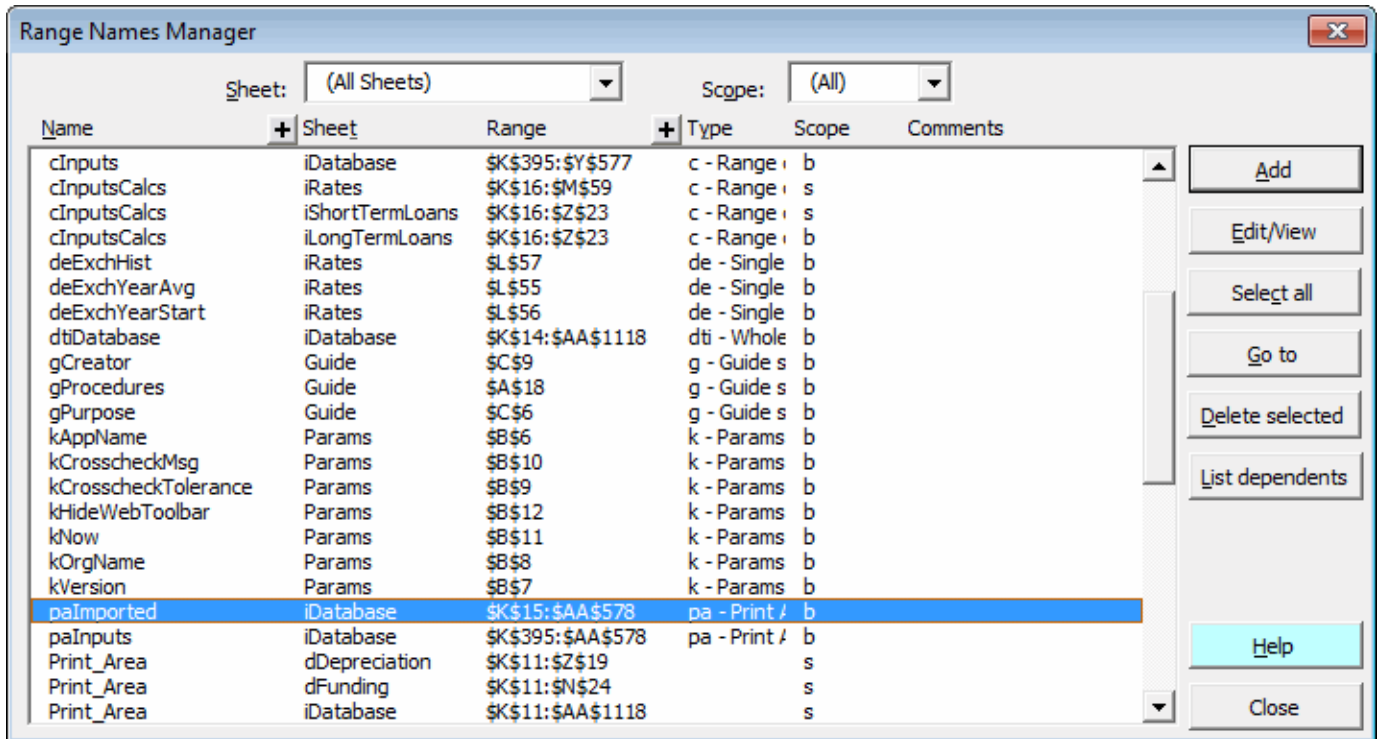 Range Names Manager
Sheet: (All Sheets) Scope: (All)
Name + Sheet Range + Type Scope Comments
cInputs iDatabase $K$395:$Y$577 c - Range b
cInputsCalcs iRates $K$16:$M$59 c - Range s
cInputsCalcs iShortTermLoans $K$16:$Z$23 c - Range s
cInputsCalcs iLongTermLoans $K$16:$Z$23 c - Range b
deExchHist iRates $L$57 de - Single b
deExchYearAvg iRates $L$55 de - Single b
deExchYearStart iRates $L$56 de - Single b
dtiDatabase iDatabase $K$14:$AA$1118 dti - Whole b
gCreator Guide $C$9 g - Guide s b
gProcedures Guide $A$18 g - Guide s b
gPurpose Guide $C$6 g - Guide s b
kAppName Params $B$6 k - Params b
kCrosscheckMsg Params $B$10 k - Params b
kCrosscheckTolerance Params $B$9 k - Params b
kHideWebToolbar Params $B$12 k - Params b
kNow Params $B$11 k - Params b
kOrgName Params $B$8 k - Params b
kVersion Params $B$7 k - Params b
paImported iDatabase $K$15:$AA$578 pa - Print b
paInputs iDatabase $K$395:$AA$578 pa - Print b
Print_Area dDepreciation $K$11:$Z$19 s
Print_Area dFunding $K$11:$N$24 s
Print_Area iDatabase $K$11:$AA$1118 s
Add
Edit/View
Select all
Go to
Delete selected
List dependents
Help
Close